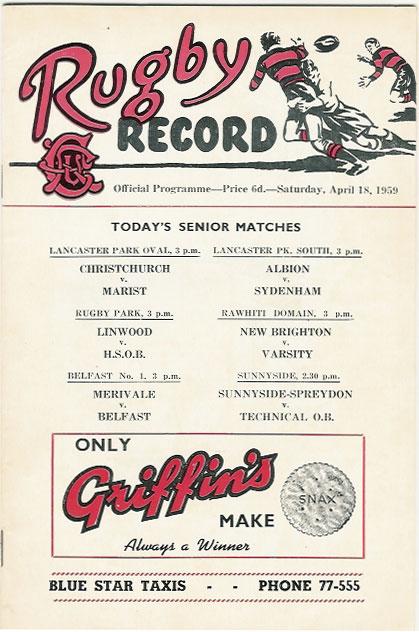 Rugby
RECORD
Official Programme—Price 6d.—Saturday, April 18, 1959
TODAY'S SENIOR MATCHES
LANCASTER PARK OVAL, 3 p.m.
CHRISTCHURCH
v.
MARIST
LANCASTER PK. SOUTH, 3 p.m.
ALBION
v.
SYDENHAM
RUGBY PARK, 3 p.m.
LINWOOD
v.
H.S.O.B.
RAWHITI DOMAIN. 3 p.m.
NEW BRIGHTON
v.
VARSITY
BELFAST No. 1. 3 p.m.
MERIVALE
v.
BELFAST
SUNNYSIDE, 2.30 p.m.
SUNNYSIDE-SPREYDON
v.
TECHNICAL O.B.
ONLY
Griffin's
MAKE
SNAX
Always a Winner
BLUE STAR TAXIS - - PHONE 77-555